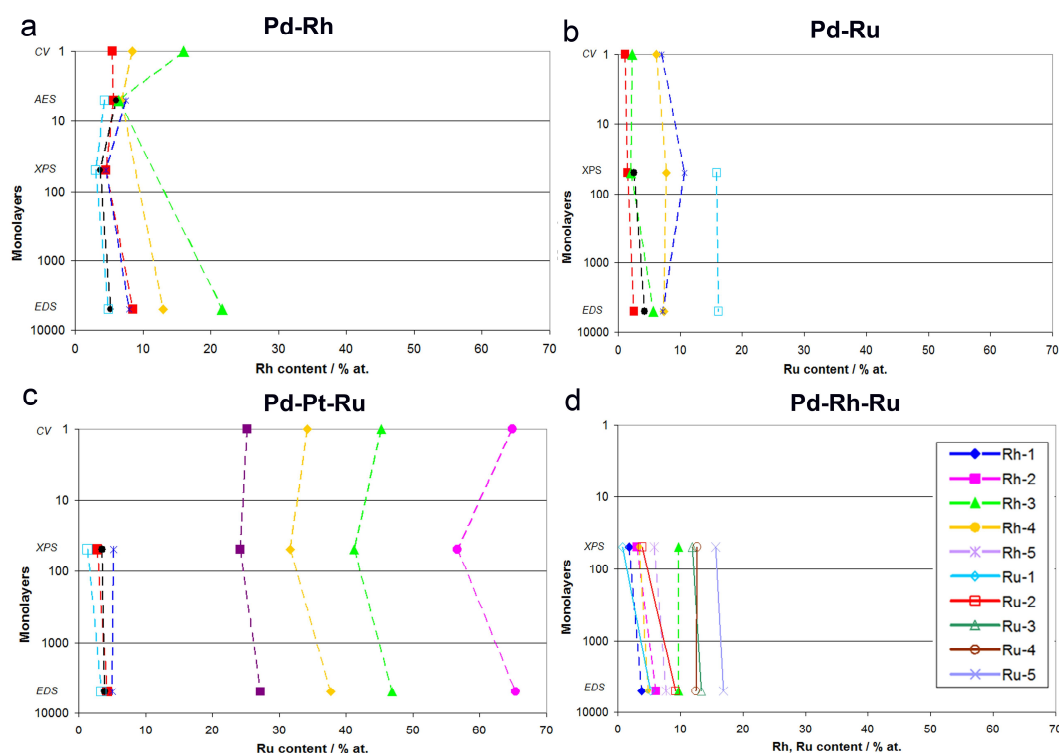 a
Pd-Rh
CV 1
AES
10
XPS
100
1000
EDS
10000
Monolayers
0 10 20 30 40 50 60 70
Rh content / % at.
b
Pd-Ru
CV 1
10
XPS
100
1000
EDS
10000
Monolayers
0 10 20 30 40 50 60 70
Ru content / % at.
c
Pd-Pt-Ru
CV 1
10
XPS
100
1000
EDS
10000
Monolayers
0 10 20 30 40 50 60 70
Ru content / % at.
d
Pd-Rh-Ru
1
10
XPS
100
1000
EDS
10000
Monolayers
0 10 20 30 40 50 60 70
Rh, Ru content / % at.
Rh-1
Rh-2
Rh-3
Rh-4
Rh-5
Ru-1
Ru-2
Ru-3
Ru-4
Ru-5